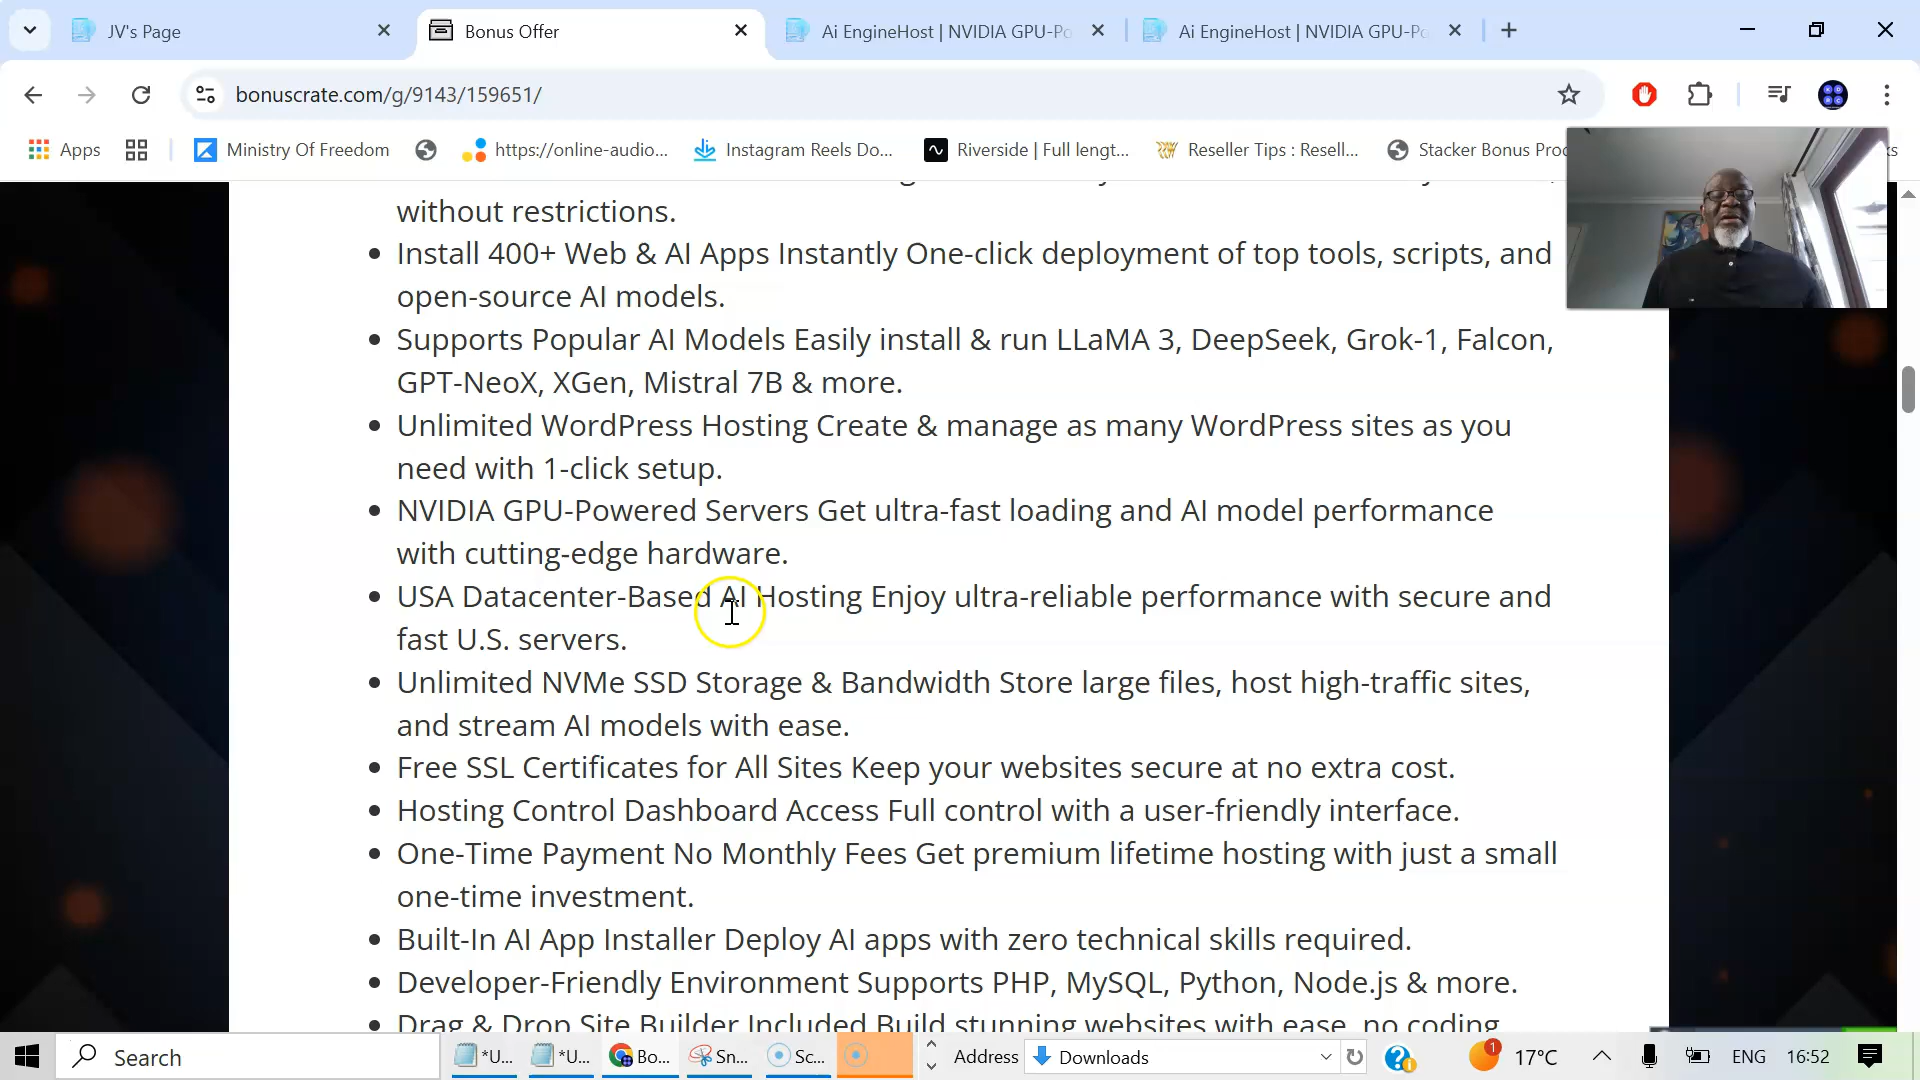 JV's Page
Bonus Offer
Ai EngineHost | NVIDIA GPU-Po
Ai EngineHost | NVIDIA GPU-Po
bonuscrate.com/g/9143/159651/
Apps
Ministry Of Freedom
https://online-audio...
Instagram Reels Do...
Riverside | Full lengt...
Reseller Tips : Resell...
Stacker Bonus Pro
without restrictions.
Install 400+ Web & AI Apps Instantly One-click deployment of top tools, scripts, and
open-source AI models.
Supports Popular AI Models Easily install & run LLaMA 3, DeepSeek, Grok-1, Falcon,
GPT-NeoX, XGen, Mistral 7B & more.
Unlimited WordPress Hosting Create & manage as many WordPress sites as you
need with 1-click setup.
NVIDIA GPU-Powered Servers Get ultra-fast loading and AI model performance
with cutting-edge hardware.
USA Datacenter-Based AI Hosting Enjoy ultra-reliable performance with secure and
fast U.S. servers.
Unlimited NVMe SSD Storage & Bandwidth Store large files, host high-traffic sites,
and stream AI models with ease.
Free SSL Certificates for All Sites Keep your websites secure at no extra cost.
Hosting Control Dashboard Access Full control with a user-friendly interface.
One-Time Payment No Monthly Fees Get premium lifetime hosting with just a small
one-time investment.
Built-In AI App Installer Deploy AI apps with zero technical skills required.
Developer-Friendly Environment Supports PHP, MySQL, Python, Node.js & more.
Drag & Drop Site Builder Included Build stunning websites with ease, no coding
Search
*U...
*U...
Bo...
Sn...
Sc...
Address
Downloads
1
17°C
ENG
16:52